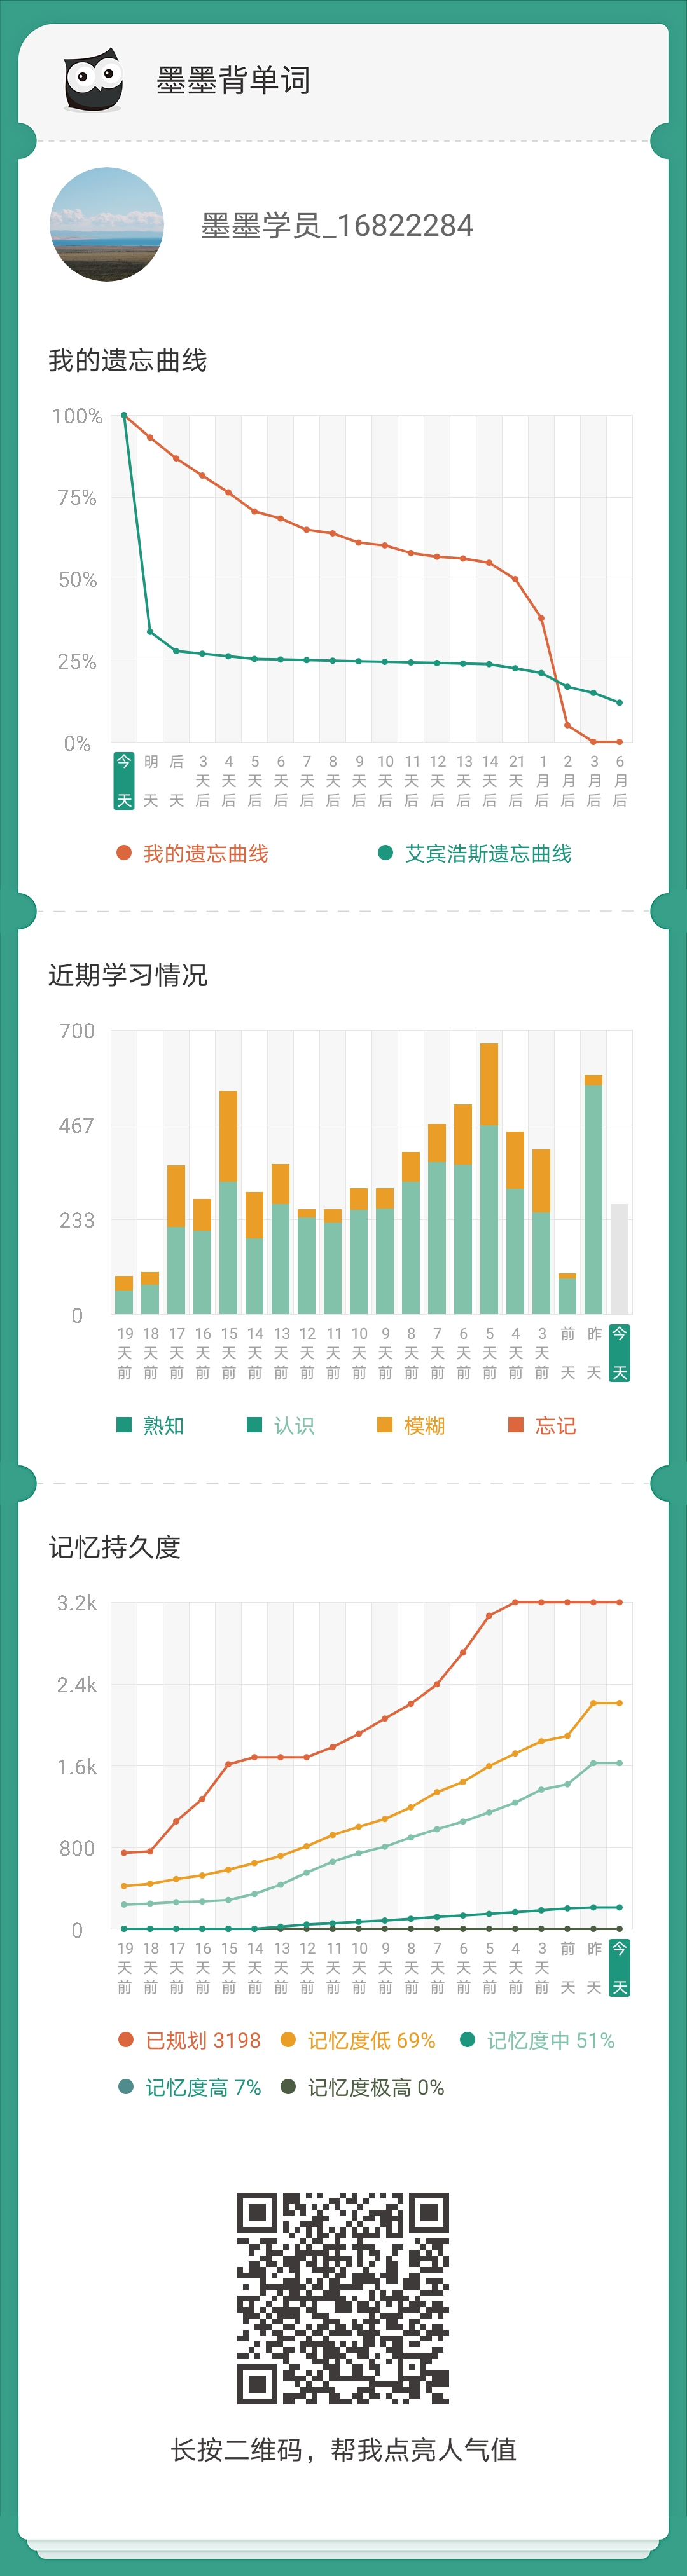 墨墨背单词
墨墨学员_16822284
我的遗忘曲线
100%
75%
50%
25%
0%
今天 明天 后天 3天后 4天后 5天后 6天后 7天后 8天后 9天后 10天后 11天后 12天后 13天后 14天后 21天后 1月后 2月后 3月后 6月后
我的遗忘曲线 艾宾浩斯遗忘曲线
近期学习情况
700
467
233
0
19天前 18天前 17天前 16天前 15天前 14天前 13天前 12天前 11天前 10天前 9天前 8天前 7天前 6天前 5天前 4天前 3天前 前天 昨天 今天
熟知 认识 模糊 忘记
记忆持久度
3.2k
2.4k
1.6k
800
0
19天前 18天前 17天前 16天前 15天前 14天前 13天前 12天前 11天前 10天前 9天前 8天前 7天前 6天前 5天前 4天前 3天前 前天 昨天 今天
已规划 3198 记忆度低 69% 记忆度中 51%
记忆度高 7% 记忆度极高 0%
长按二维码，帮我点亮人气值